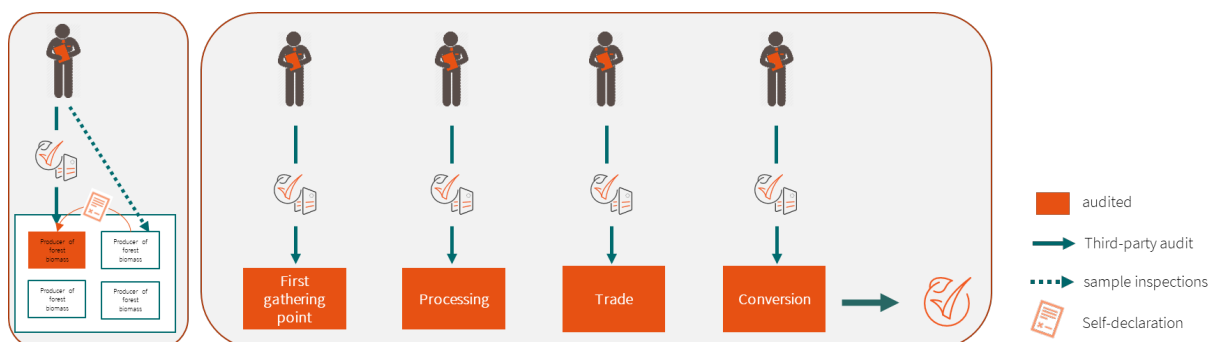 Producer of
forest
biomass
Producer of
forest
biomass
Producer of
forest
biomass
Producer of
forest
biomass
First
gathering
point
Processing
Trade
Conversion
audited
Third-party audit
sample inspections
Self-declaration